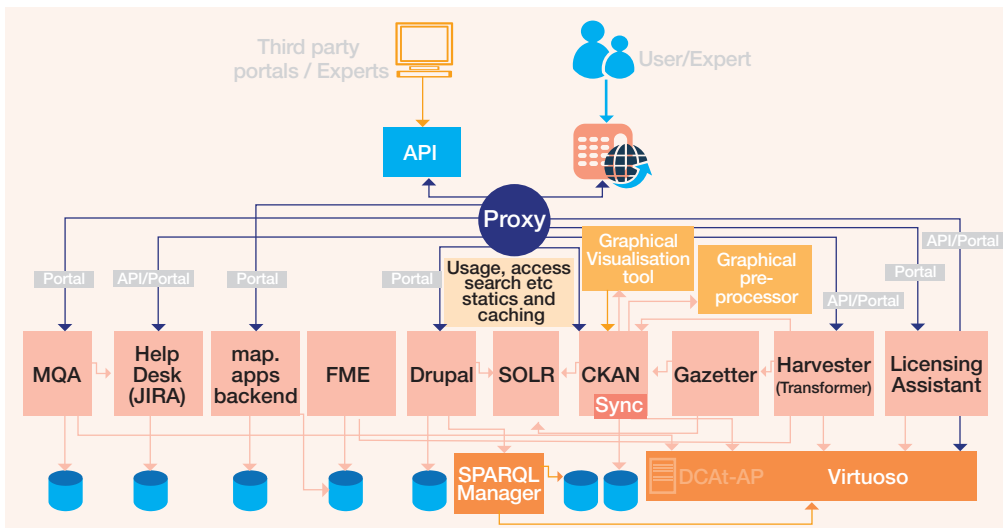 Third party
portals / Experts
User/Expert
API
Proxy
Portal
API/Portal
Portal
Portal
Usage, access
search etc
statics and
caching
Graphical
Visualisation
tool
Graphical
pre-
processor
API/Portal
Portal
API/Portal
MQA
Help
Desk
(JIRA)
map.
apps
backend
FME
Drupal
SOLR
CKAN
Sync
Gazetter
Harvester
(Transformer)
Licensing
Assistant
SPARQL
Manager
DCAt-AP
Virtuoso